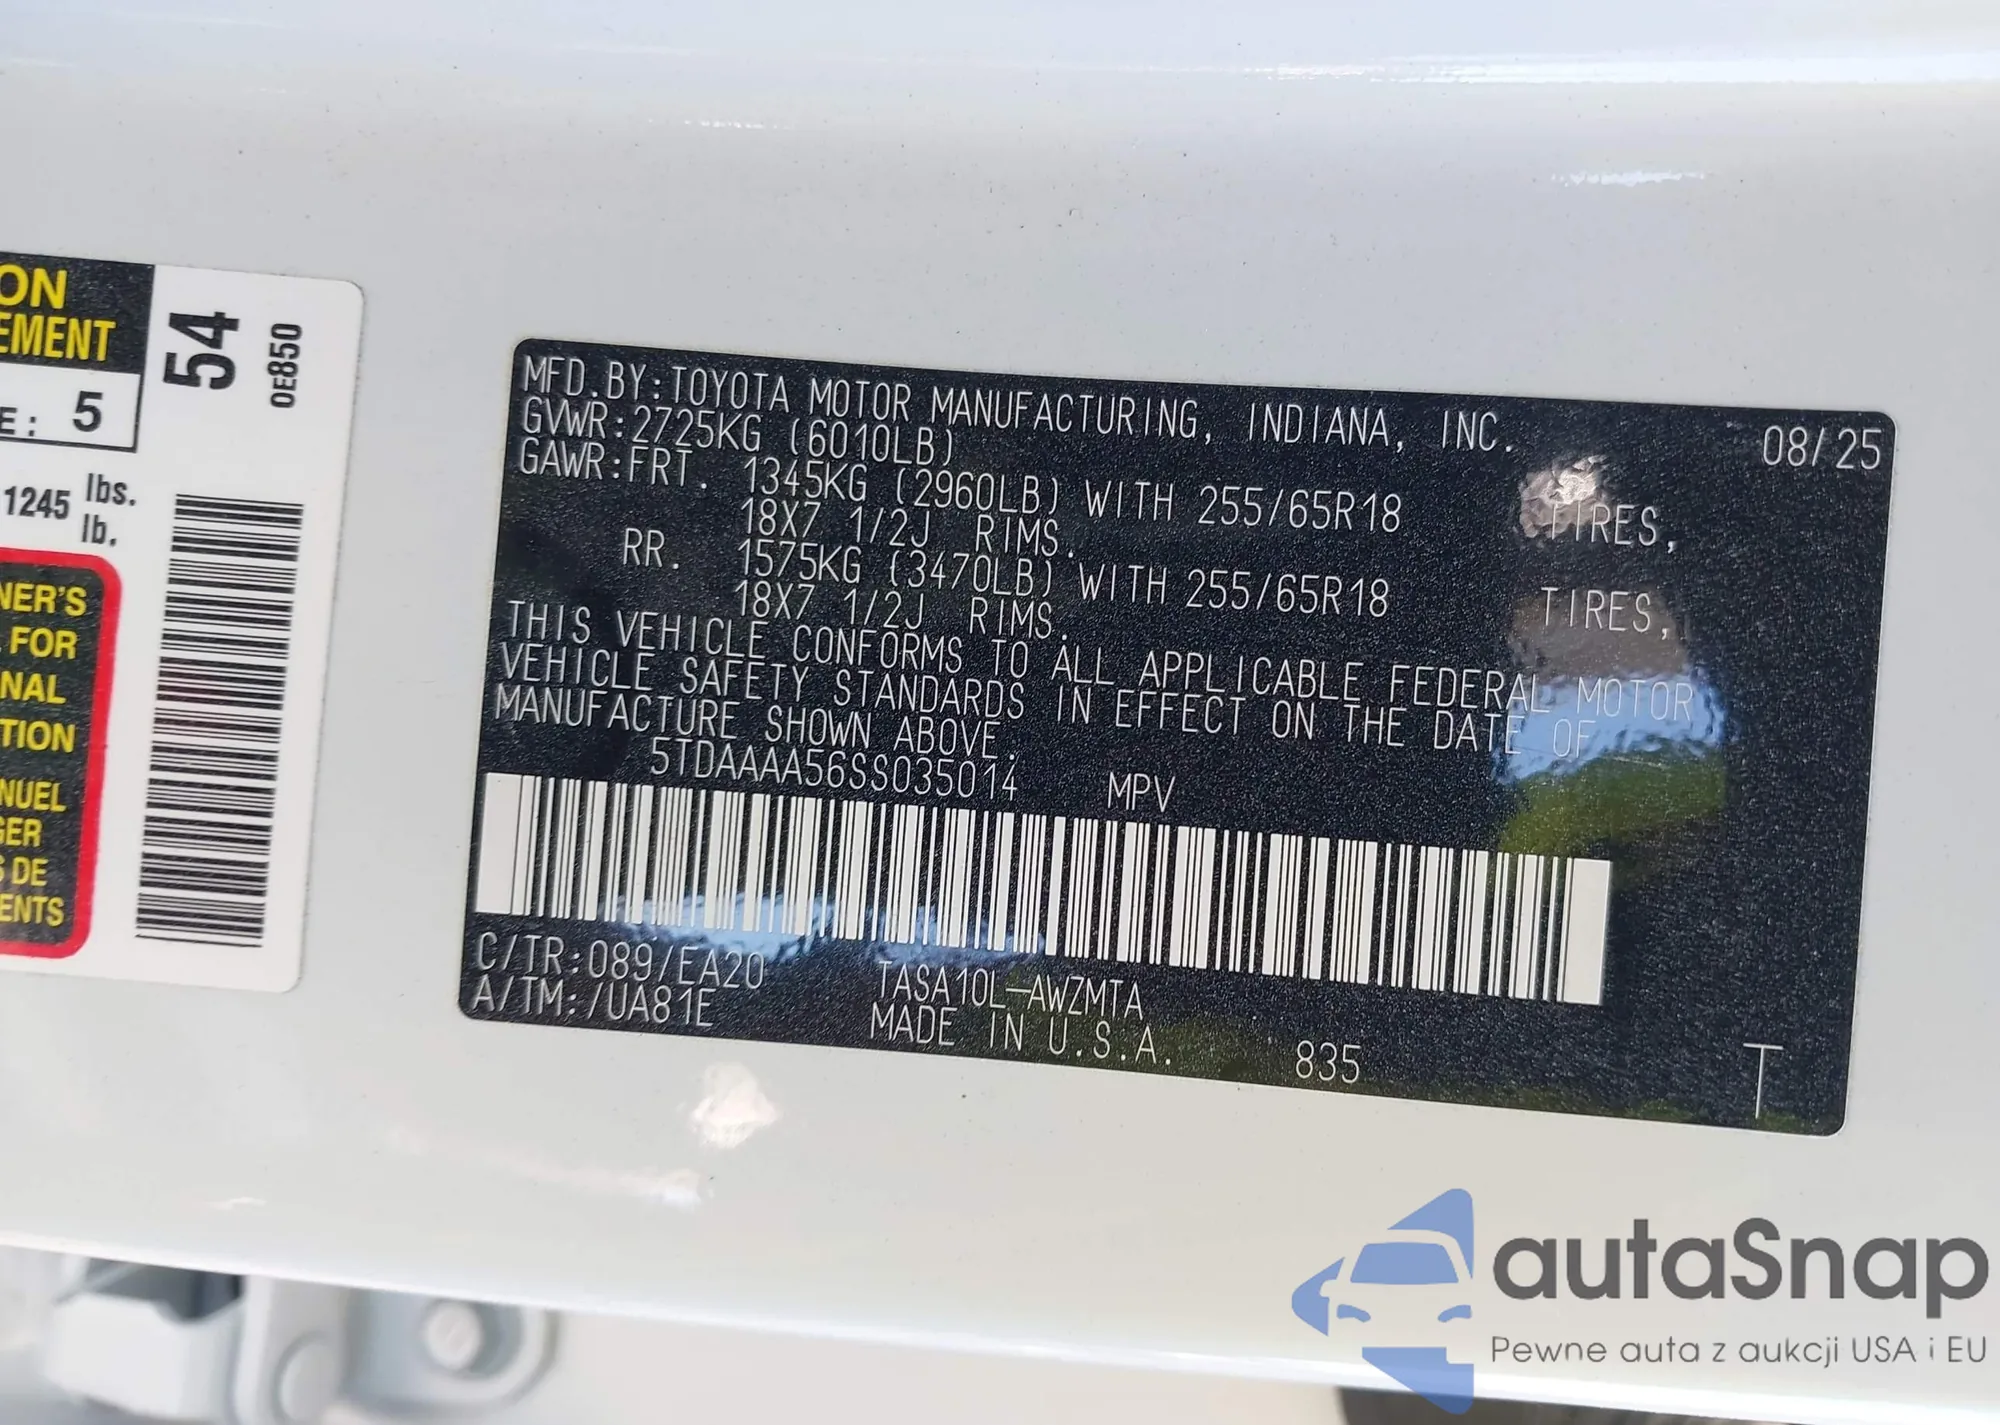 ON
EMENT
E: 5
1245 lbs.
lb.
NER'S
FOR
NAL
TION
NUEL
GER
S DE
ENTS
54
0E850
MFD.BY:TOYOTA MOTOR MANUFACTURING, INDIANA, INC. 08/25
GVWR:2725KG (6010LB)
GAWR:FRT. 1345KG (2960LB) WITH 255/65R18 TIRES,
18X7 1/2J RIMS.
RR. 1575KG (3470LB) WITH 255/65R18 TIRES,
18X7 1/2J RIMS.
THIS VEHICLE CONFORMS TO ALL APPLICABLE FEDERAL MOTOR
VEHICLE SAFETY STANDARDS IN EFFECT ON THE DATE OF
MANUFACTURE SHOWN ABOVE.
5TDAAAA56SS035014 MPV
C/TR:089/EA20 TASA10L-AWZMTA
A/TM:/UA81E MADE IN U.S.A. 835 T
autaSnap
Pewne auta z aukcji USA i EU